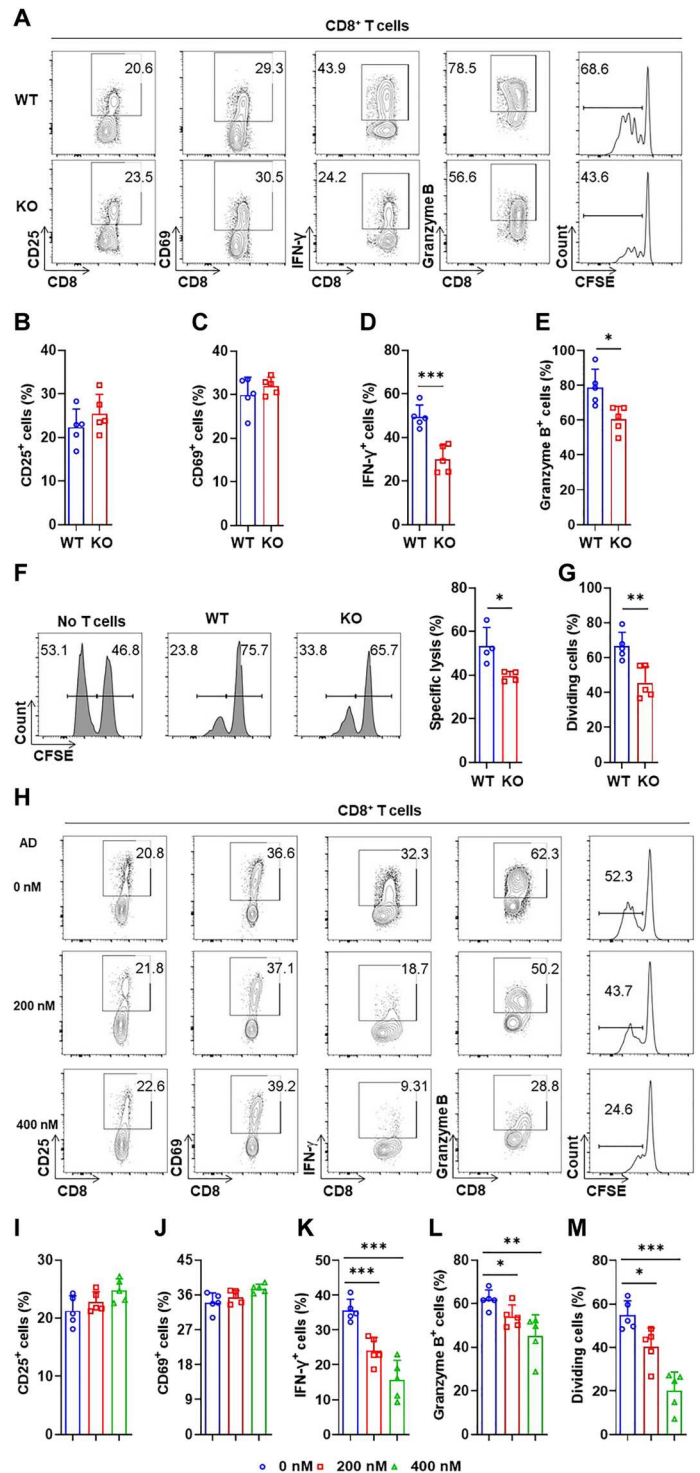 A
CD8⁺ T cells
WT
20.6
29.3
43.9
78.5
68.6
KO
23.5
30.5
24.2
56.6
43.6
CD25
CD69
IFN-γ
Granzyme B
Count
CD8
CD8
CD8
CD8
CFSE
B
C
D
E
CD25⁺ cells (%)
40
30
20
10
0
WT KO
CD69⁺ cells (%)
40
30
20
10
0
WT KO
IFN-γ⁺ cells (%)
80
60
40
20
0
***
WT KO
Granzyme B⁺ cells (%)
100
80
60
40
20
0
*
WT KO
F
No T cells
WT
KO
53.1
46.8
23.8
75.7
33.8
65.7
Count
CFSE
Specific lysis (%)
80
60
40
20
0
*
WT KO
G
Dividing cells (%)
100
80
60
40
20
0
**
WT KO
H
CD8⁺ T cells
AD
0 nM
20.8
36.6
32.3
62.3
52.3
200 nM
21.8
37.1
18.7
50.2
43.7
400 nM
22.6
39.2
9.31
28.8
24.6
CD25
CD69
IFN-γ
Granzyme B
Count
CD8
CD8
CD8
CD8
CFSE
I
J
K
L
M
CD25⁺ cells (%)
30
20
10
0
CD69⁺ cells (%)
45
36
27
18
9
0
IFN-γ⁺ cells (%)
50
40
30
20
10
0
***
***
Granzyme B⁺ cells (%)
80
60
40
20
0
**
*
Dividing cells (%)
80
60
40
20
0
***
*
0 nM 200 nM 400 nM